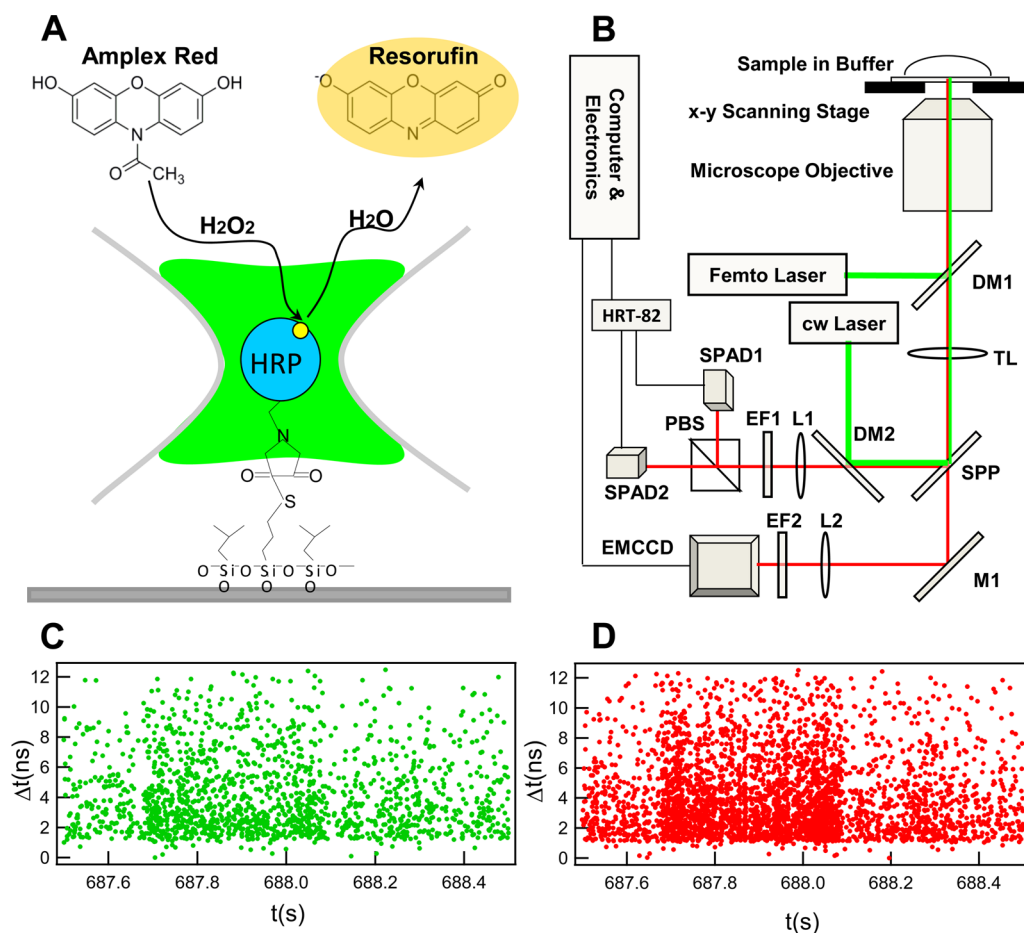 A
Amplex Red
Resorufin
HO
O
OH
N
O
CH3
-O
O
O
N
H2O2
H2O
HRP
N
O
O
S
O
Si
O
Si
O
Si
O
O
O
O
B
Computer & Electronics
Sample in Buffer
x-y Scanning Stage
Microscope Objective
Femto Laser
DM1
cw Laser
HRT-82
TL
SPAD1
PBS
EF1
L1
DM2
SPAD2
SPP
EF2
L2
EMCCD
M1
C
Δt(ns)
12
10
8
6
4
2
0
687.6
687.8
688.0
688.2
688.4
t(s)
D
Δt(ns)
12
10
8
6
4
2
0
687.6
687.8
688.0
688.2
688.4
t(s)